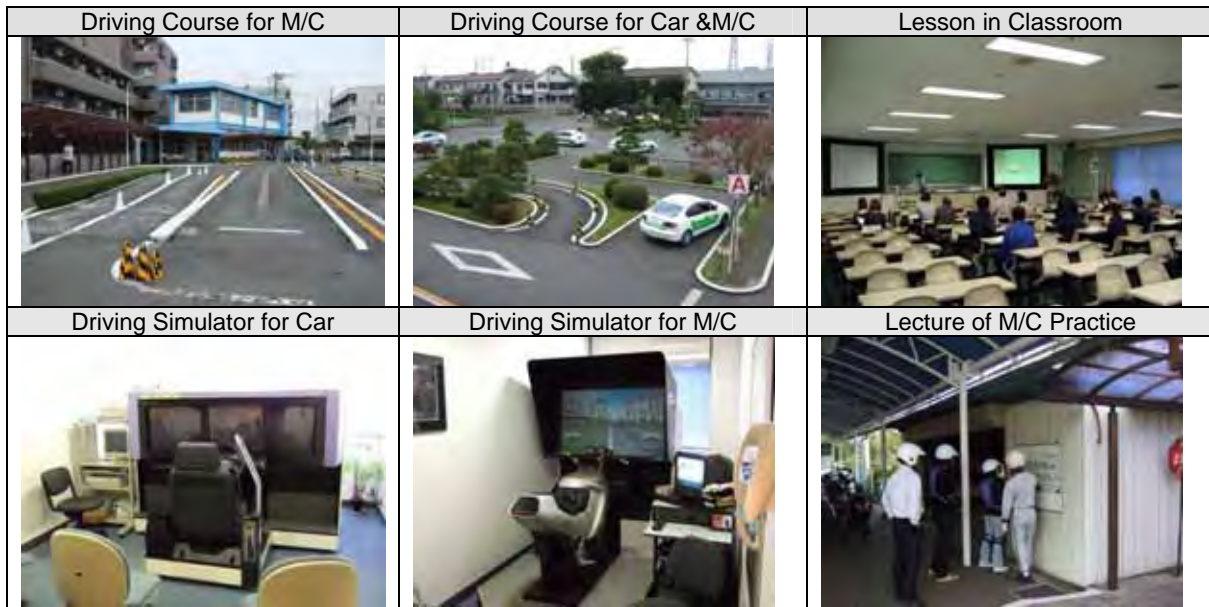 Driving Course for M/C
Driving Course for Car &M/C
Lesson in Classroom
A
Driving Simulator for Car
Driving Simulator for M/C
Lecture of M/C Practice